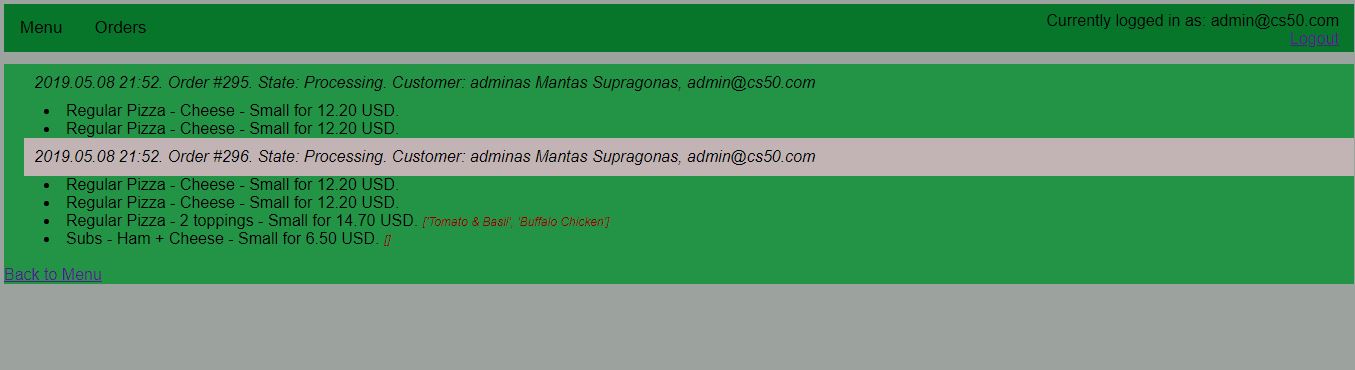 Menu Orders Currently logged in as: admin@cs50.com
Logout
2019.05.08 21:52. Order #295. State: Processing. Customer: adminas Mantas Supragonas, admin@cs50.com
• Regular Pizza - Cheese - Small for 12.20 USD.
• Regular Pizza - Cheese - Small for 12.20 USD.
2019.05.08 21:52. Order #296. State: Processing. Customer: adminas Mantas Supragonas, admin@cs50.com
• Regular Pizza - Cheese - Small for 12.20 USD.
• Regular Pizza - Cheese - Small for 12.20 USD.
• Regular Pizza - 2 toppings - Small for 14.70 USD. ['Tomato & Basil', 'Buffalo Chicken']
• Subs - Ham + Cheese - Small for 6.50 USD. []
Back to Menu